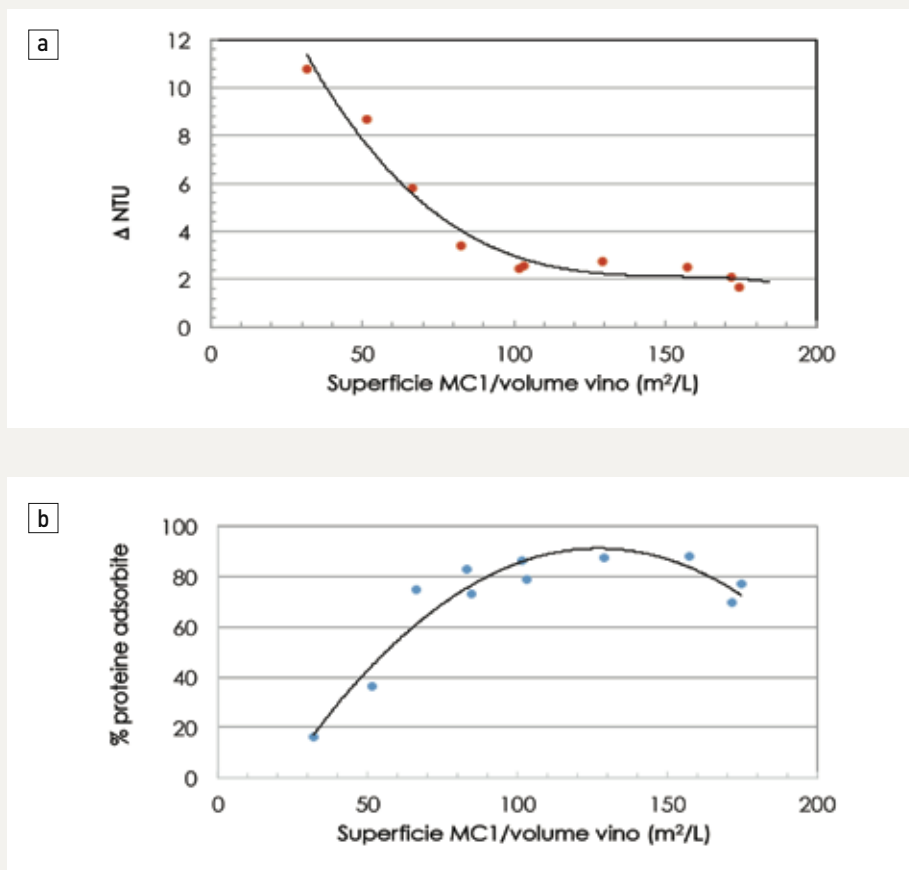 a
12
10
8
6
4
2
0
Δ NTU
0 50 100 150 200
Superficie MC1/volume vino (m²/L)
b
100
80
60
40
20
0
% proteine adsorbite
0 50 100 150 200
Superficie MC1/volume vino (m²/L)